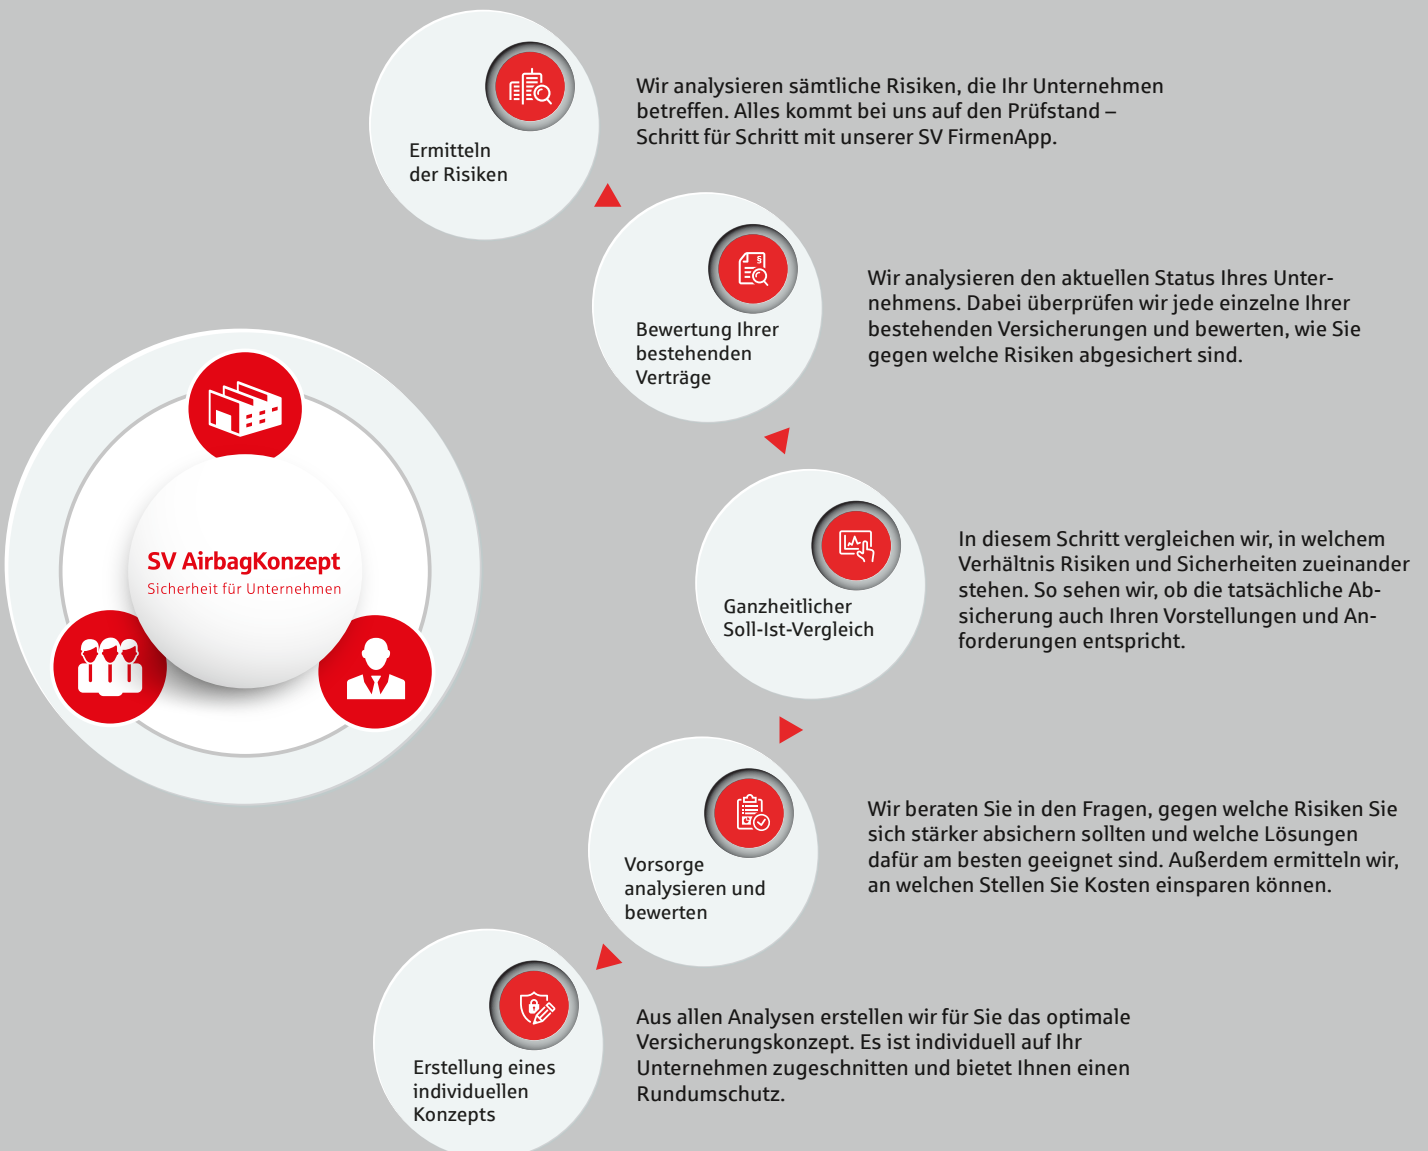 Ermitteln
der Risiken
Wir analysieren sämtliche Risiken, die Ihr Unternehmen
betreffen. Alles kommt bei uns auf den Prüfstand –
Schritt für Schritt mit unserer SV FirmenApp.
Bewertung Ihrer
bestehenden
Verträge
Wir analysieren den aktuellen Status Ihres Unter-
nehmens. Dabei überprüfen wir jede einzelne Ihrer
bestehenden Versicherungen und bewerten, wie Sie
gegen welche Risiken abgesichert sind.
SV AirbagKonzept
Sicherheit für Unternehmen
Ganzheitlicher
Soll-Ist-Vergleich
In diesem Schritt vergleichen wir, in welchem
Verhältnis Risiken und Sicherheiten zueinander
stehen. So sehen wir, ob die tatsächliche Ab-
sicherung auch Ihren Vorstellungen und An-
forderungen entspricht.
Vorsorge
analysieren und
bewerten
Wir beraten Sie in den Fragen, gegen welche Risiken Sie
sich stärker absichern sollten und welche Lösungen
dafür am besten geeignet sind. Außerdem ermitteln wir,
an welchen Stellen Sie Kosten einsparen können.
Erstellung eines
individuellen
Konzepts
Aus allen Analysen erstellen wir für Sie das optimale
Versicherungskonzept. Es ist individuell auf Ihr
Unternehmen zugeschnitten und bietet Ihnen einen
Rundumschutz.